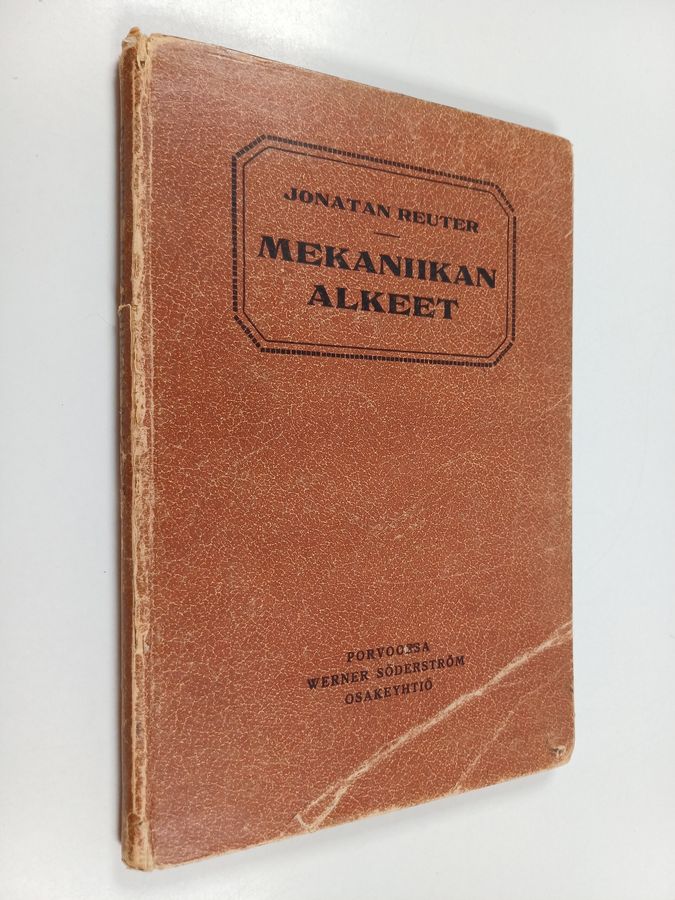 JONATAN REUTER
MEKANIIKAN
ALKEET
PORVOOSSA
WERNER SÖDERSTRÖM
OSAKEYHTIÖ